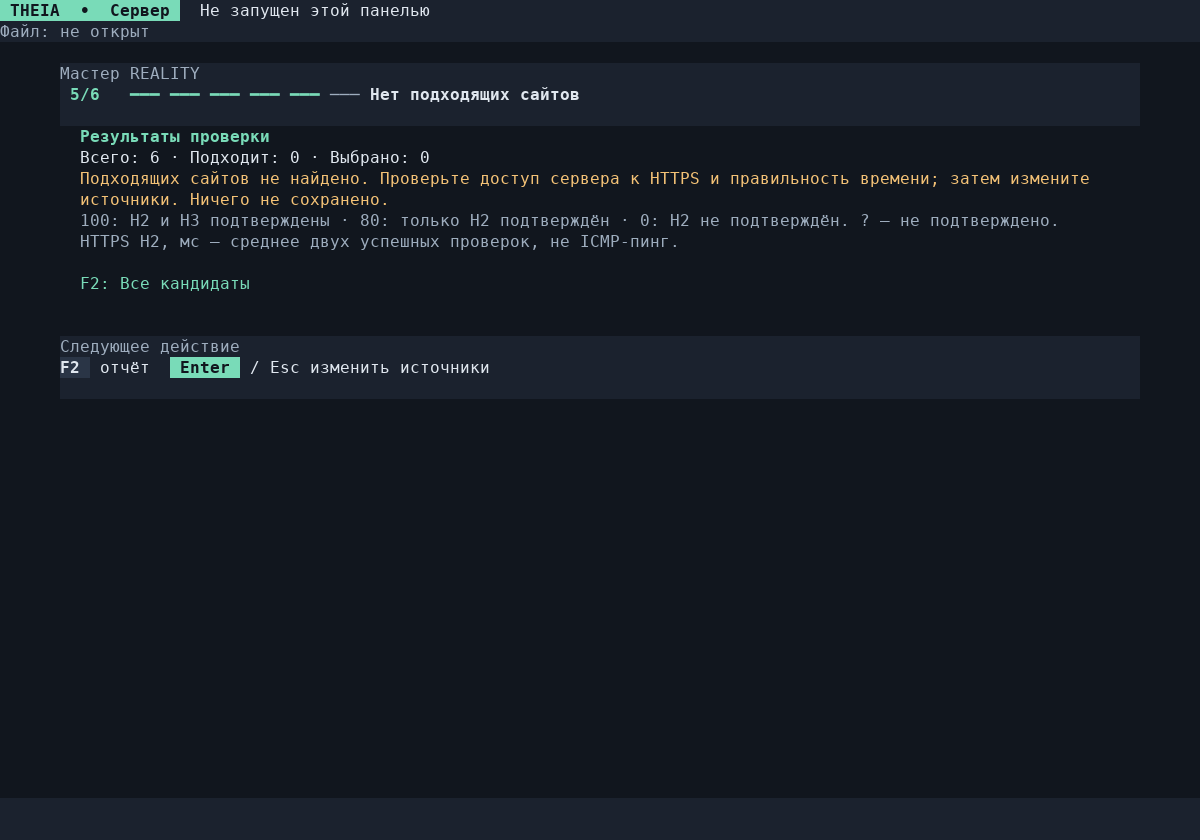 THEIA • Сервер Не запущен этой панелью
Файл: не открыт
Мастер REALITY
5/6 Нет подходящих сайтов
Результаты проверки
Всего: 6 · Подходит: 0 · Выбрано: 0
Подходящих сайтов не найдено. Проверьте доступ сервера к HTTPS и правильность времени; затем измените
источники. Ничего не сохранено.
100: H2 и H3 подтверждены · 80: только H2 подтверждён · 0: H2 не подтверждён. ? — не подтверждено.
HTTPS H2, мс — среднее двух успешных проверок, не ICMP-пинг.
F2: Все кандидаты
Следующее действие
F2 отчёт Enter / Esc изменить источники